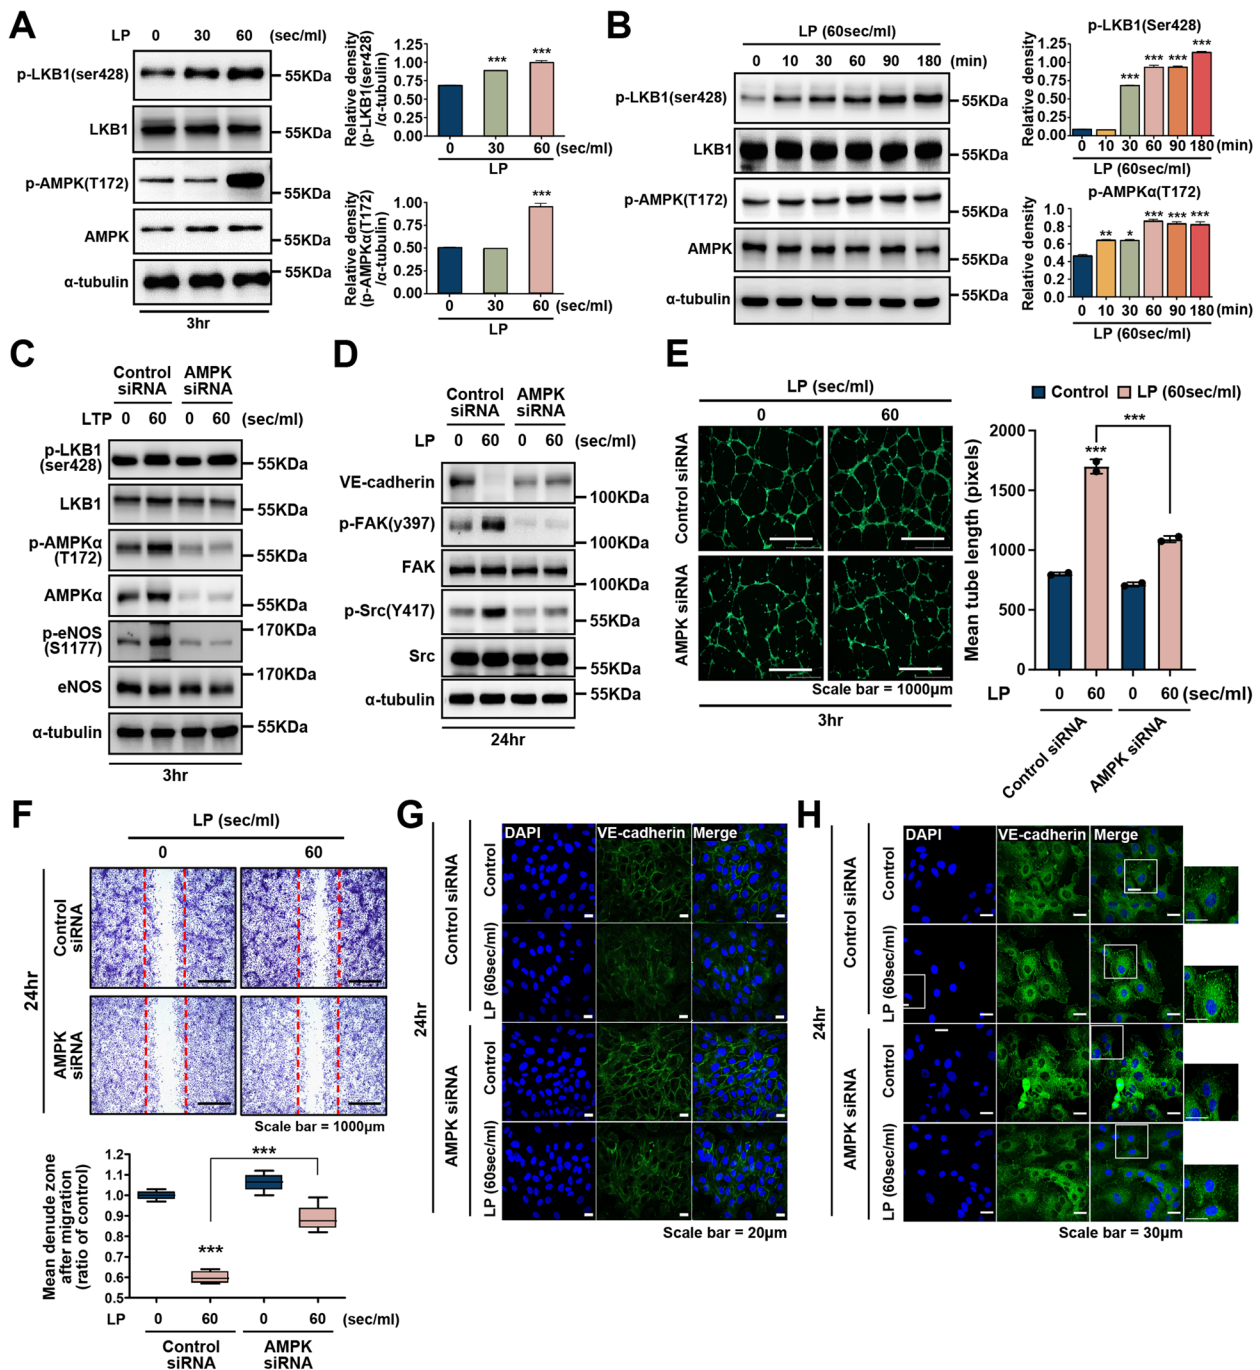 A
LP 0 30 60 (sec/ml)
p-LKB1(ser428)
55KDa
LKB1
55KDa
p-AMPK(T172)
55KDa
AMPK
55KDa
α-tubulin
55KDa
3hr
Relative density
(p-LKB1(ser428)
/α-tubulin)
1.25
1.00
0.75
0.50
0.25
0.00
***
***
0 30 60 (sec/ml)
LP
Relative density
(p-AMPKα(T172)
/α-tubulin)
1.00
0.75
0.50
0.25
0.00
***
0 30 60 (sec/ml)
LP
B
LP (60sec/ml)
0 10 30 60 90 180 (min)
p-LKB1(ser428)
55KDa
LKB1
55KDa
p-AMPK(T172)
55KDa
AMPK
55KDa
α-tubulin
55KDa
p-LKB1(Ser428)
Relative density
1.25
1.00
0.75
0.50
0.25
0.00
*** *** *** ***
0 10 30 60 90 180 (min)
LP (60sec/ml)
p-AMPKα(T172)
Relative density
1.0
0.8
0.6
0.4
0.2
0.0
** * *** *** ***
0 10 30 60 90 180 (min)
LP (60sec/ml)
C
Control siRNA
AMPK siRNA
LTP 0 60 0 60 (sec/ml)
p-LKB1
(ser428)
55KDa
LKB1
55KDa
p-AMPKα
(T172)
55KDa
AMPKα
55KDa
p-eNOS
(S1177)
170KDa
eNOS
170KDa
α-tubulin
55KDa
3hr
D
Control siRNA
AMPK siRNA
LP 0 60 0 60 (sec/ml)
VE-cadherin
100KDa
p-FAK(y397)
100KDa
FAK
100KDa
p-Src(Y417)
55KDa
Src
55KDa
α-tubulin
55KDa
24hr
E
LP (sec/ml)
0 60
Control siRNA
AMPK siRNA
Scale bar = 1000μm
3hr
Control LP (60sec/ml)
Mean tube length (pixels)
2000
1500
1000
500
0
***
***
LP 0 60 0 60 (sec/ml)
Control siRNA
AMPK siRNA
F
LP (sec/ml)
0 60
24hr
Control
siRNA
AMPK
siRNA
Scale bar = 1000μm
Mean denude zone
after migration
(ratio of control)
1.2
1.1
1.0
0.9
0.8
0.7
0.6
0.5
***
***
LP 0 60 0 60 (sec/ml)
Control
siRNA
AMPK
siRNA
G
DAPI VE-cadherin Merge
24hr
Control siRNA
Control
LP (60sec/ml)
AMPK siRNA
Control
LP (60sec/ml)
Scale bar = 20μm
H
DAPI VE-cadherin Merge
24hr
Control siRNA
Control
LP (60sec/ml)
AMPK siRNA
Control
LP (60sec/ml)
Scale bar = 30μm